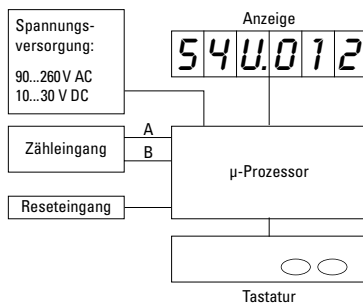 Spannungs-
versorgung:
90...260 V AC
10...30 V DC
Anzeige
54U.012
Zähleingang
A
B
µ-Prozessor
Reseteingang
Tastatur